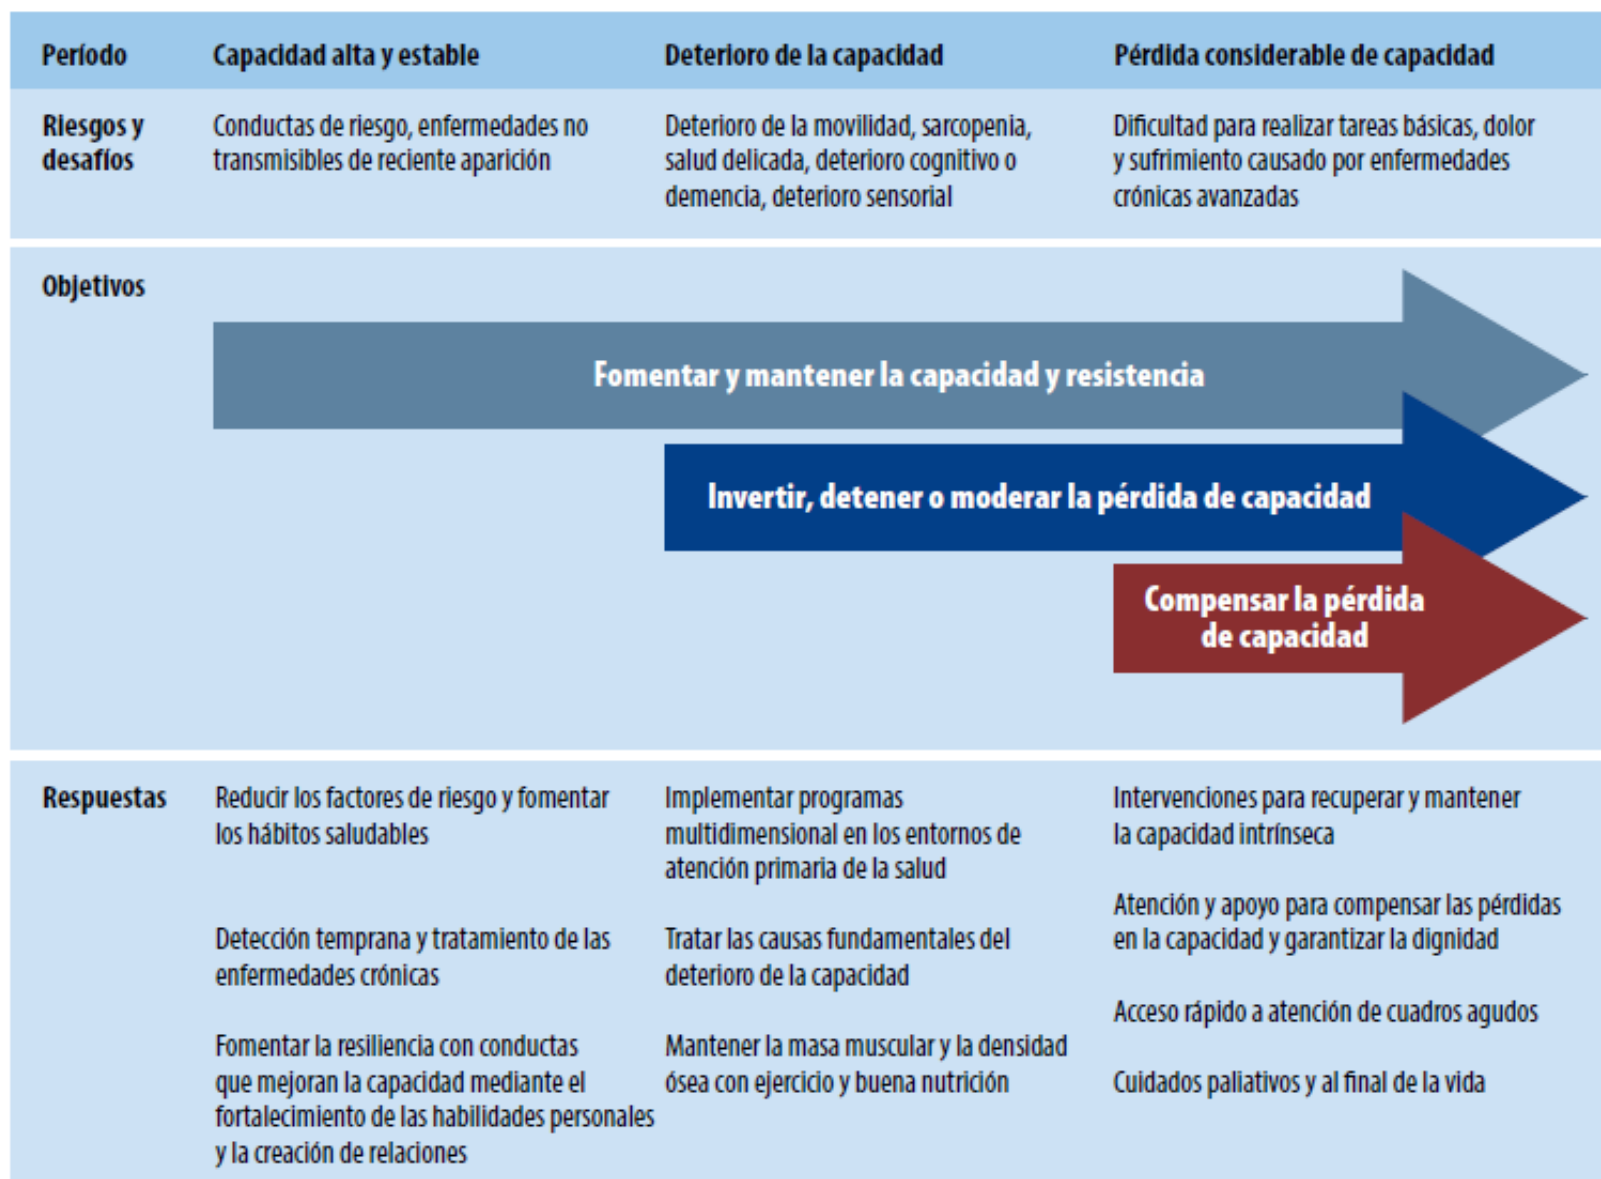 Período
Capacidad alta y estable
Deterioro de la capacidad
Pérdida considerable de capacidad
Riesgos y
desafíos
Conductas de riesgo, enfermedades no
transmisibles de reciente aparición
Deterioro de la movilidad, sarcopenia,
salud delicada, deterioro cognitivo o
demencia, deterioro sensorial
Dificultad para realizar tareas básicas, dolor
y sufrimiento causado por enfermedades
crónicas avanzadas
Objetivos
Fomentar y mantener la capacidad y resistencia
Invertir, detener o moderar la pérdida de capacidad
Compensar la pérdida
de capacidad
Respuestas
Reducir los factores de riesgo y fomentar
los hábitos saludables
Detección temprana y tratamiento de las
enfermedades crónicas
Fomentar la resiliencia con conductas
que mejoran la capacidad mediante el
fortalecimiento de las habilidades personales
y la creación de relaciones
Implementar programas
multidimensional en los entornos de
atención primaria de la salud
Tratar las causas fundamentales del
deterioro de la capacidad
Mantener la masa muscular y la densidad
ósea con ejercicio y buena nutrición
Intervenciones para recuperar y mantener
la capacidad intrínseca
Atención y apoyo para compensar las pérdidas
en la capacidad y garantizar la dignidad
Acceso rápido a atención de cuadros agudos
Cuidados paliativos y al final de la vida